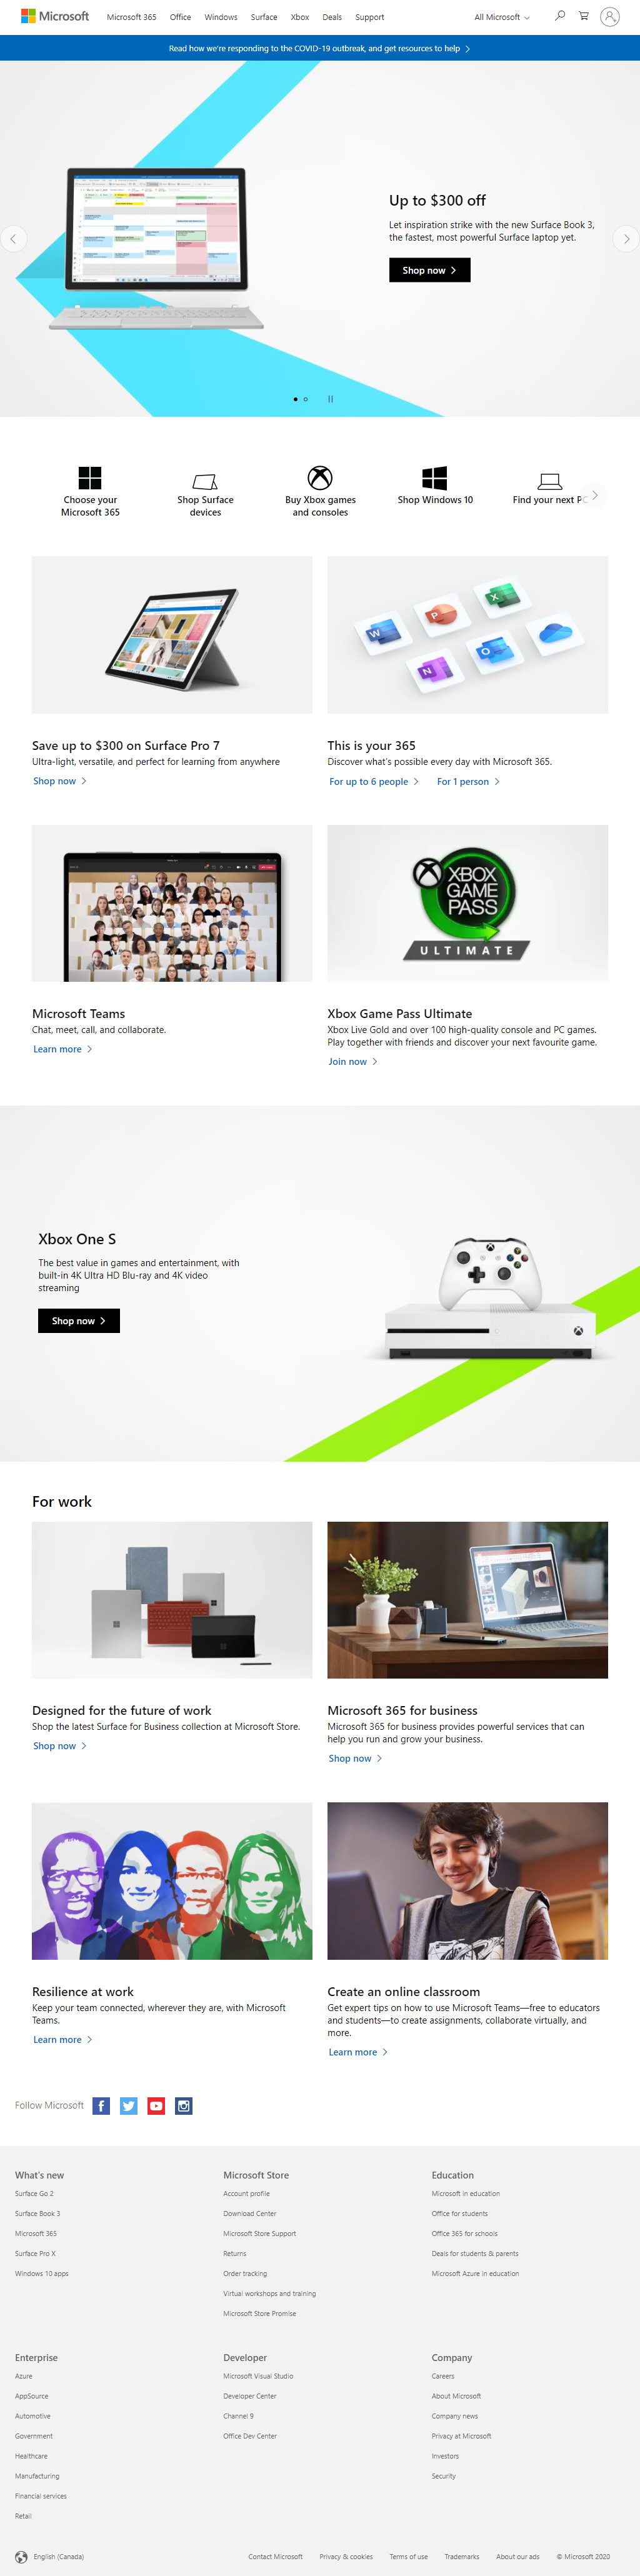 Microsoft
Microsoft 365 Office Windows Surface Xbox Deals Support All Microsoft
Read how we're responding to the COVID-19 outbreak, and get resources to help
Up to $300 off
Let inspiration strike with the new Surface Book 3,
the fastest, most powerful Surface laptop yet.
Shop now
Choose your
Microsoft 365
Shop Surface
devices
Buy Xbox games
and consoles
Shop Windows 10
Find your next PC
Save up to $300 on Surface Pro 7
Ultra-light, versatile, and perfect for learning from anywhere
Shop now
W P X N O
This is your 365
Discover what's possible every day with Microsoft 365.
For up to 6 people For 1 person
Microsoft Teams
Chat, meet, call, and collaborate.
Learn more
XBOX
GAME
PASS
ULTIMATE
Xbox Game Pass Ultimate
Xbox Live Gold and over 100 high-quality console and PC games.
Play together with friends and discover your next favourite game.
Join now
Xbox One S
The best value in games and entertainment, with
built-in 4K Ultra HD Blu-ray and 4K video
streaming
Shop now
For work
Designed for the future of work
Shop the latest Surface for Business collection at Microsoft Store.
Shop now
Microsoft 365 for business
Microsoft 365 for business provides powerful services that can
help you run and grow your business.
Shop now
Resilience at work
Keep your team connected, wherever they are, with Microsoft
Teams.
Learn more
Create an online classroom
Get expert tips on how to use Microsoft Teams—free to educators
and students—to create assignments, collaborate virtually, and
more.
Learn more
Follow Microsoft
What's new
Surface Go 2
Surface Book 3
Microsoft 365
Surface Pro X
Windows 10 apps
Microsoft Store
Account profile
Download Center
Microsoft Store Support
Returns
Order tracking
Virtual workshops and training
Microsoft Store Promise
Education
Microsoft in education
Office for students
Office 365 for schools
Deals for students & parents
Microsoft Azure in education
Enterprise
Azure
AppSource
Automotive
Government
Healthcare
Manufacturing
Financial services
Retail
Developer
Microsoft Visual Studio
Developer Center
Channel 9
Office Dev Center
Company
Careers
About Microsoft
Company news
Privacy at Microsoft
Investors
Security
English (Canada)
Contact Microsoft Privacy & cookies Terms of use Trademarks About our ads © Microsoft 2020